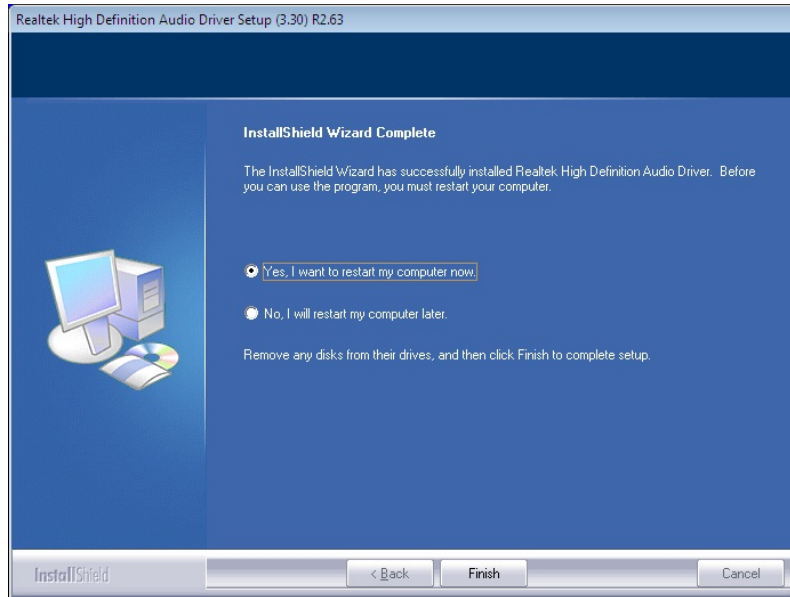 Realtek High Definition Audio Driver Setup (3.30) R2.63
InstallShield Wizard Complete
The InstallShield Wizard has successfully installed Realtek High Definition Audio Driver. Before
you can use the program, you must restart your computer.
Yes, I want to restart my computer now.
No, I will restart my computer later.
Remove any disks from their drives, and then click Finish to complete setup.
InstallShield
< Back
Finish
Cancel